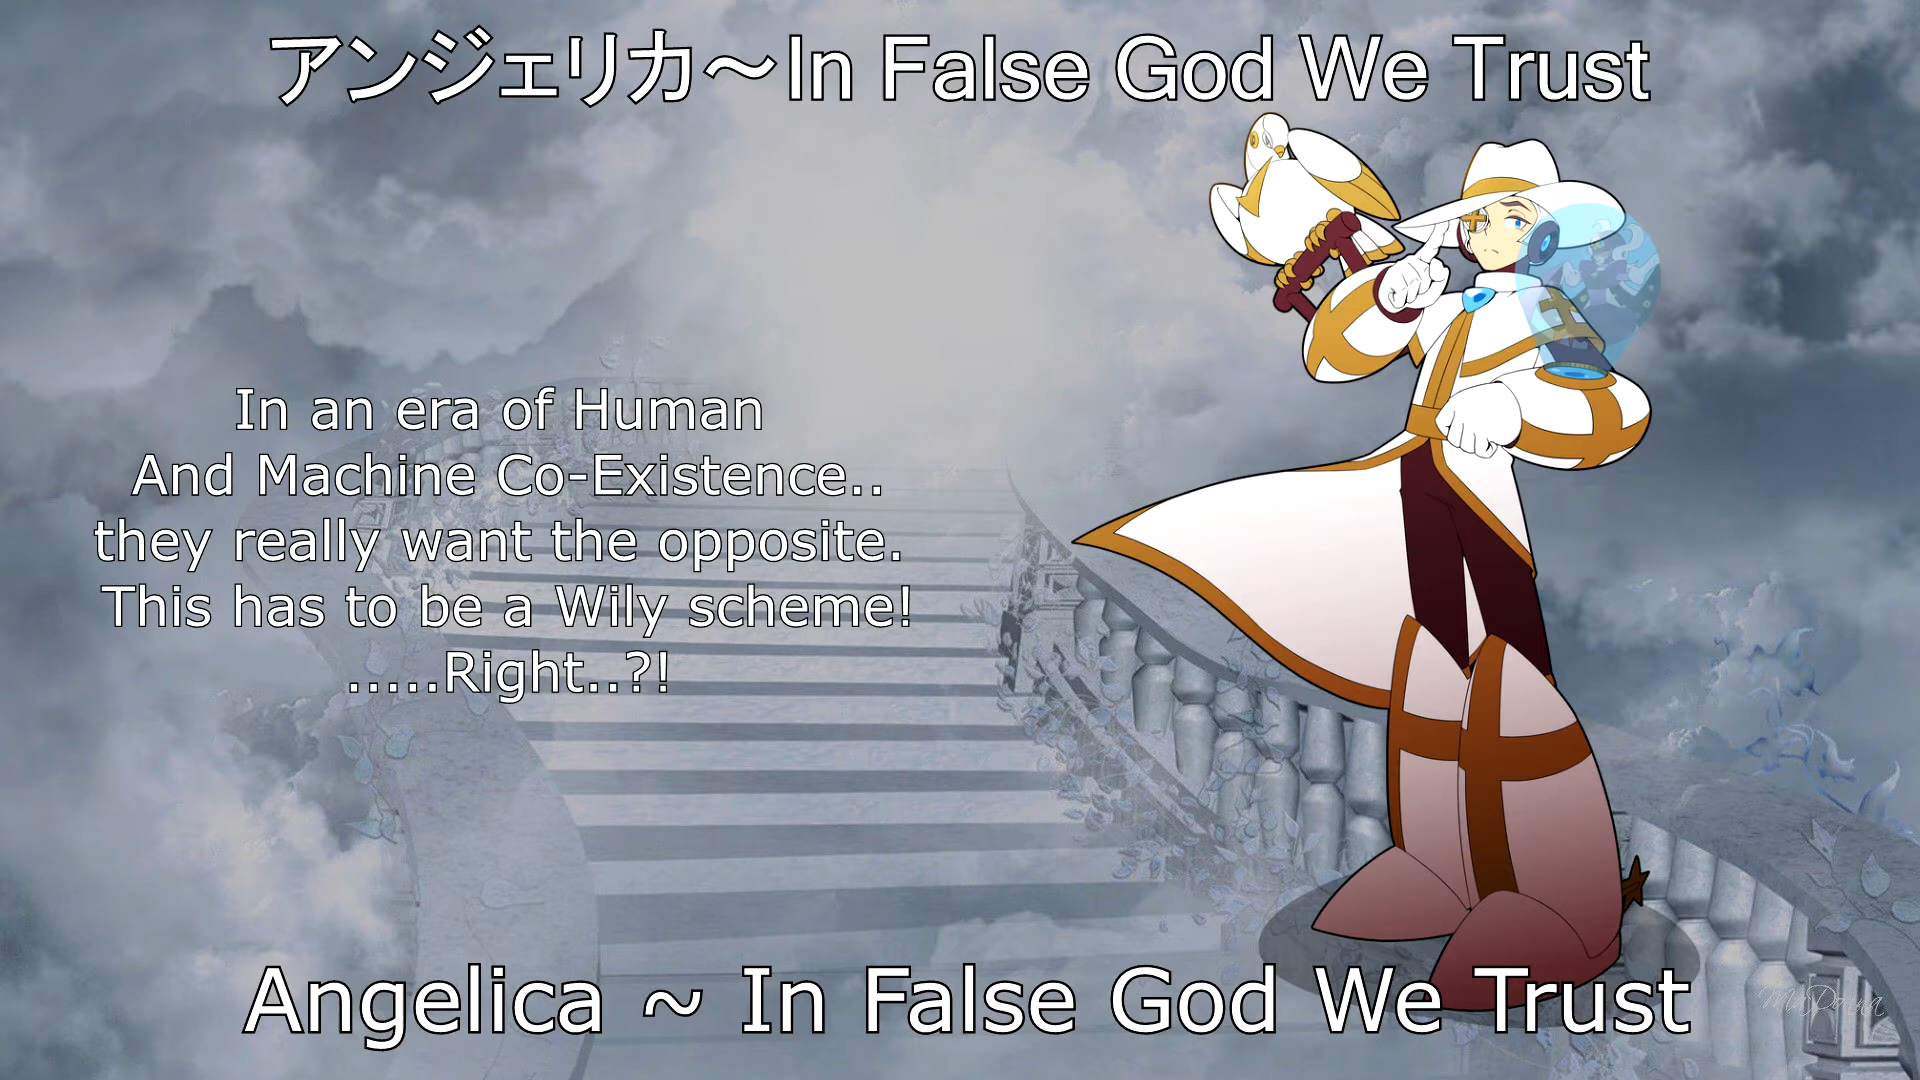 アンジェリカ～In False God We Trust
In an era of Human
And Machine Co-Existence..
they really want the opposite.
This has to be a Wily scheme!
.....Right..?!
Angelica ~ In False God We Trust